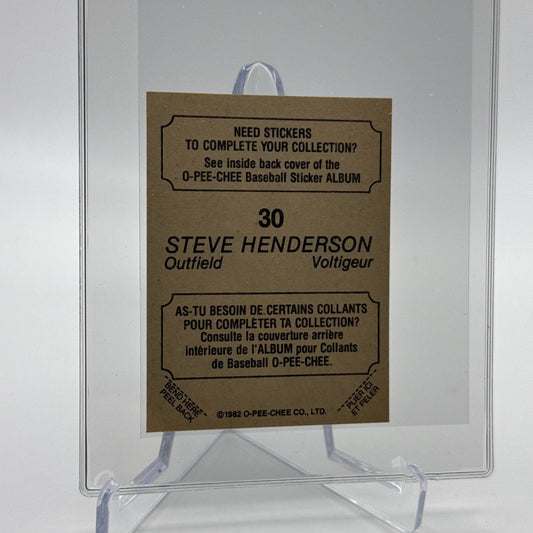 NEED STICKERS
TO COMPLETE YOUR COLLECTION?
See inside back cover of the
O-PEE-CHEE Baseball Sticker ALBUM
30
STEVE HENDERSON
Outfield Voltigeur
AS-TU BESOIN DE CERTAINS COLLANTS
POUR COMPLÉTER TA COLLECTION?
Consulte la couverture arrière
intérieure de l'ALBUM pour Collants
de Baseball O-PEE-CHEE.
BEND HERE
PEEL BACK
©1982 O-PEE-CHEE CO., LTD.
PLIER ICI
ET PELER